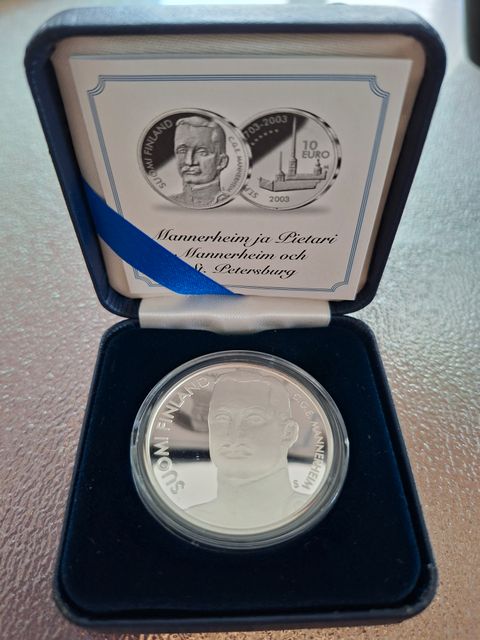 SUOMI FINLAND
C.G.E. MANNERHEIM
1703-2003
10
EURO
2003
Mannerheim ja Pietari
Mannerheim och
St. Petersburg
SUOMI FINLAND
C.G.E. MANNERHEIM
S